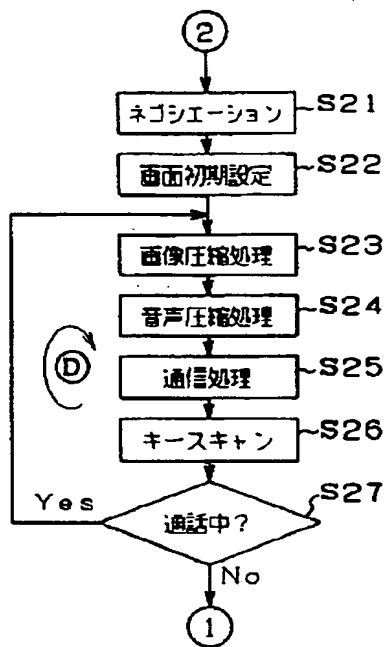 2
ネゴシエーション S21
画面初期設定 S22
画像圧縮処理 S23
音声圧縮処理 S24
D
通信処理 S25
キースキャン S26
S27
Yes
通話中?
No
1